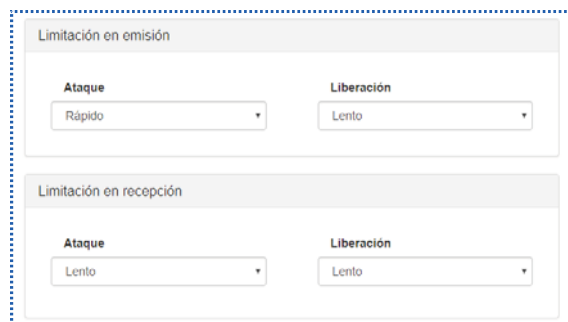 Limitación en emisión
Ataque Liberación
Rápido Lento
Limitación en recepción
Ataque Liberación
Lento Lento